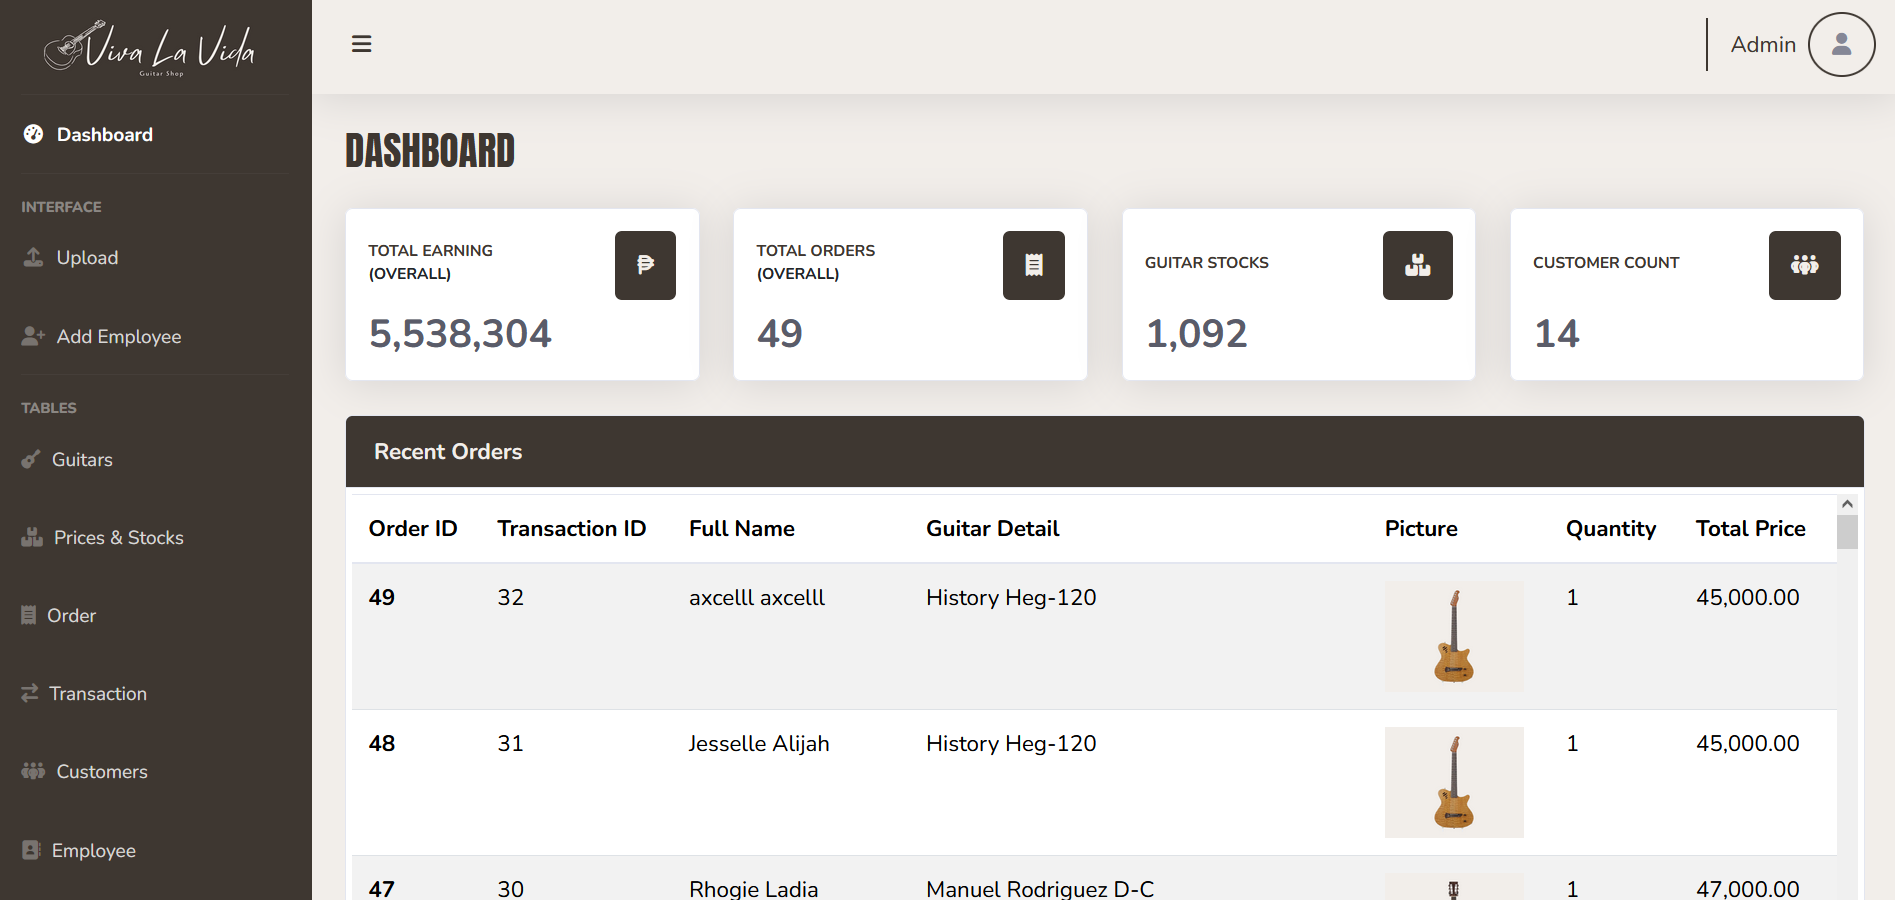 Viva La Vida
Guitar Shop
Admin
Dashboard
INTERFACE
Upload
Add Employee
TABLES
Guitars
Prices & Stocks
Order
Transaction
Customers
Employee
DASHBOARD
TOTAL EARNING
(OVERALL)
5,538,304
TOTAL ORDERS
(OVERALL)
49
GUITAR STOCKS
1,092
CUSTOMER COUNT
14
Recent Orders
Order ID Transaction ID Full Name Guitar Detail Picture Quantity Total Price
49 32 axcelll axcelll History Heg-120 1 45,000.00
48 31 Jesselle Alijah History Heg-120 1 45,000.00
47 30 Rhogie Ladia Manuel Rodriguez D-C 1 47,000.00